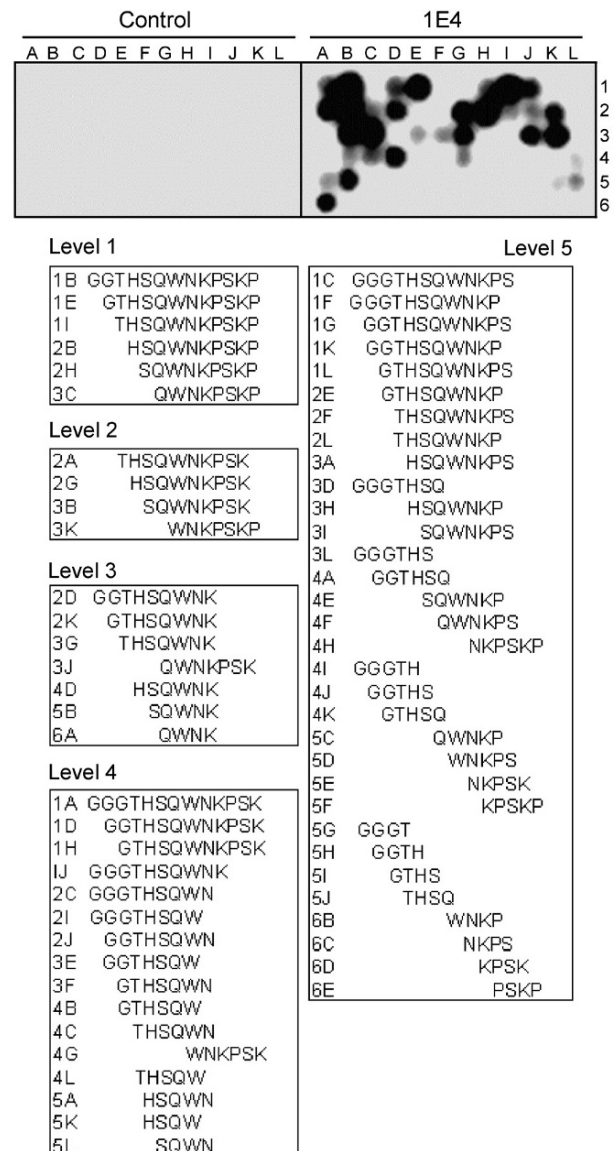 Control 1E4
A B C D E F G H I J K L A B C D E F G H I J K L
1
2
3
4
5
6
Level 1
1B GGTHSQWNKPSKP
1E GTHSQWNKPSKP
1I THSQWNKPSKP
2B HSQWNKPSKP
2H SQWNKPSKP
3C QWNKPSKP
Level 2
2A THSQWNKPSK
2G HSQWNKPSK
3B SQWNKPSK
3K WNKPSKP
Level 3
2D GGTHSQWNK
2K GTHSQWNK
3G THSQWNK
3J QWNKPSK
4D HSQWNK
5B SQWNK
6A QWNK
Level 4
1A GGGTHSQWNKPSK
1D GGTHSQWNKPSK
1H GTHSQWNKPSK
IJ GGGTHSQWNK
2C GGGTHSQWN
2I GGGTHSQW
2J GGTHSQWN
3E GGTHSQW
3F GTHSQWN
4B GTHSQW
4C THSQWN
4G WNKPSK
4L THSQW
5A HSQWN
5K HSQW
5L SQWN
Level 5
1C GGGTHSQWNKPS
1F GGGTHSQWNKP
1G GGTHSQWNKPS
1K GGTHSQWNKP
1L GTHSQWNKPS
2E GTHSQWNKP
2F THSQWNKPS
2L THSQWNKP
3A HSQWNKPS
3D GGGTHSQ
3H HSQWNKP
3I SQWNKPS
3L GGGTHS
4A GGTHSQ
4E SQWNKP
4F QWNKPS
4H NKPSKP
4I GGGTH
4J GGTHS
4K GTHSQ
5C QWNKP
5D WNKPS
5E NKPSK
5F KPSKP
5G GGGT
5H GGTH
5I GTHS
5J THSQ
6B WNKP
6C NKPS
6D KPSK
6E PSKP